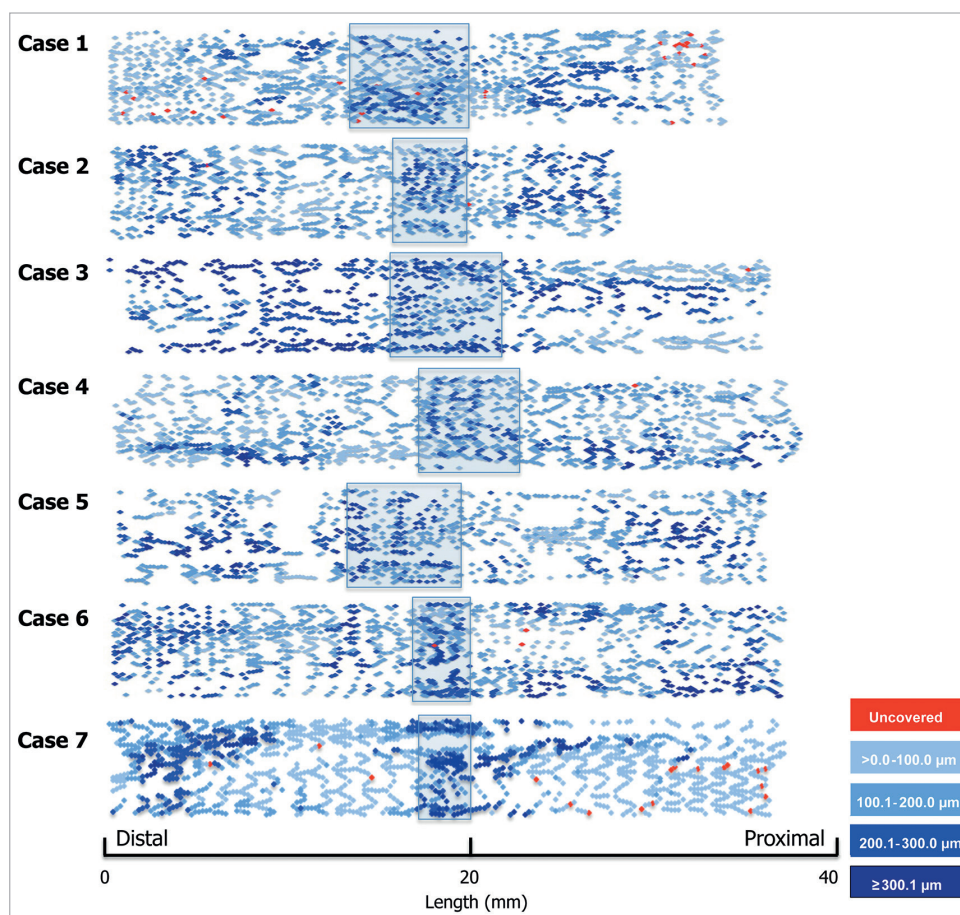 Case 1
Case 2
Case 3
Case 4
Case 5
Case 6
Case 7
Uncovered
>0.0-100.0 µm
100.1-200.0 µm
200.1-300.0 µm
≥300.1 µm
Distal Proximal
0 20 40
Length (mm)